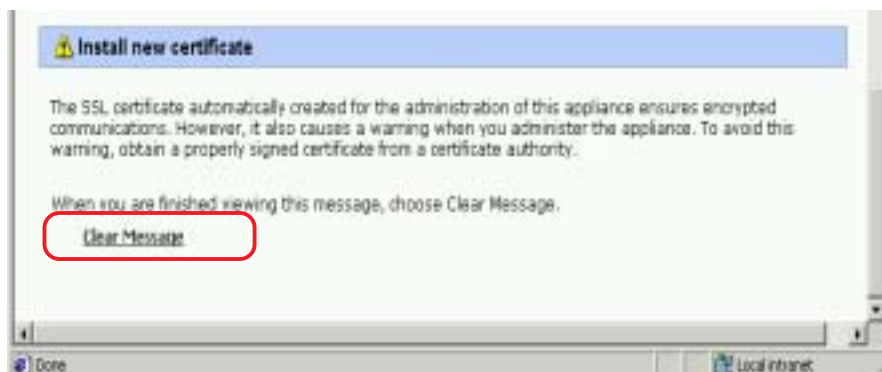 Install new certificate
The SSL certificate automatically created for the administration of this appliance ensures encrypted
communications. However, it also causes a warning when you administer the appliance. To avoid this
warning, obtain a properly signed certificate from a certificate authority.
When you are finished viewing this message, choose Clear Message.
Clear Message
Done
Local intranet